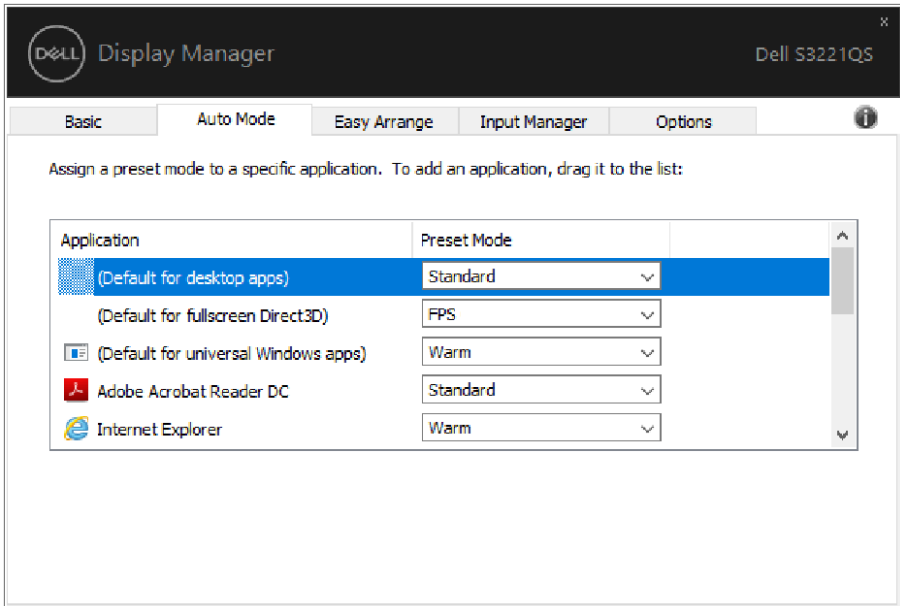 x
DELL Display Manager
Dell S3221QS
Basic Auto Mode Easy Arrange Input Manager Options i
Assign a preset mode to a specific application. To add an application, drag it to the list:
Application Preset Mode
(Default for desktop apps) Standard
(Default for fullscreen Direct3D) FPS
(Default for universal Windows apps) Warm
Adobe Acrobat Reader DC Standard
Internet Explorer Warm